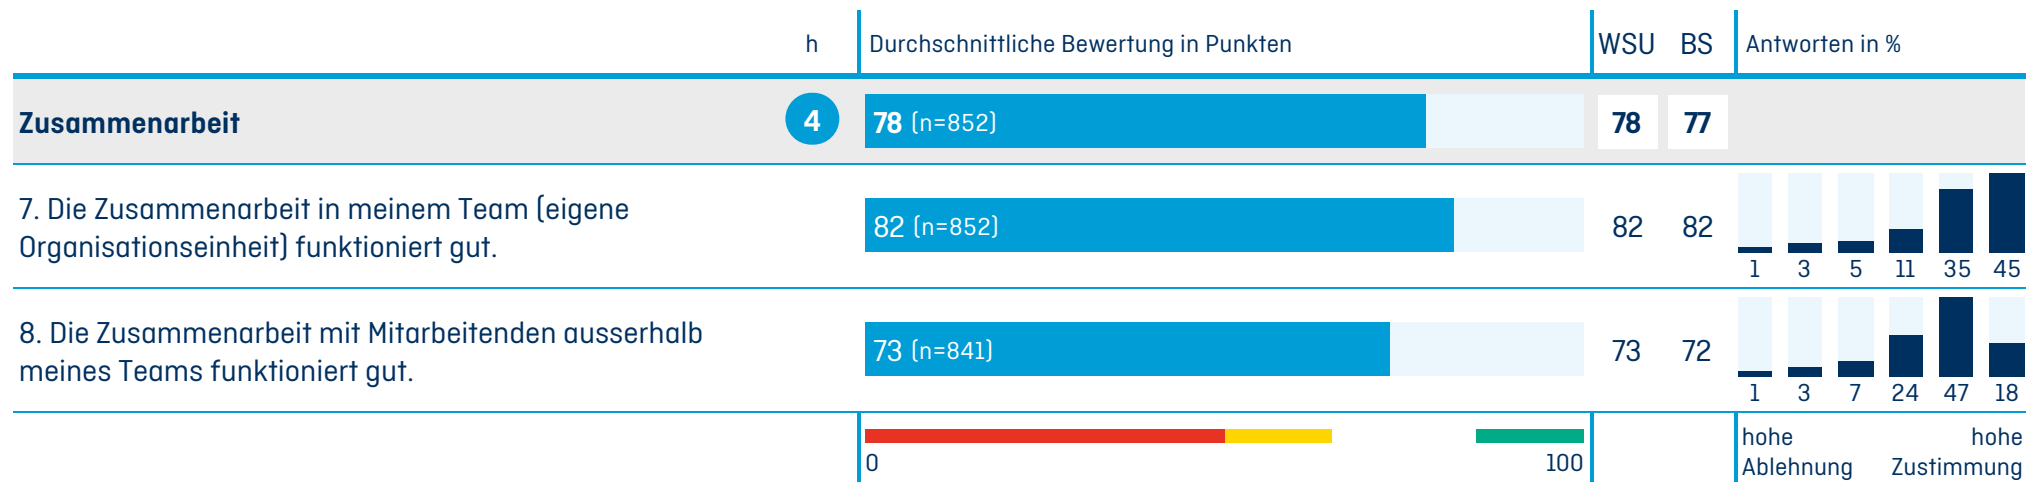 h Durchschnittliche Bewertung in Punkten WSU BS Antworten in %
Zusammenarbeit 4 78 (n=852) 78 77
7. Die Zusammenarbeit in meinem Team (eigene
Organisationseinheit) funktioniert gut.
82 (n=852) 82 82
1 3 5 11 35 45
8. Die Zusammenarbeit mit Mitarbeitenden ausserhalb
meines Teams funktioniert gut.
73 (n=841) 73 72
1 3 7 24 47 18
0 100
hohe Ablehnung
hohe Zustimmung